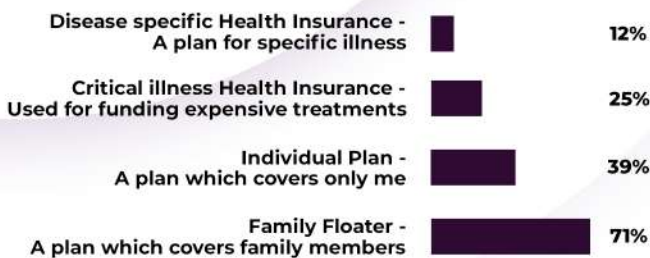 Disease specific Health Insurance -
A plan for specific illness
12%
Critical illness Health Insurance -
Used for funding expensive treatments
25%
Individual Plan -
A plan which covers only me
39%
Family Floater -
A plan which covers family members
71%